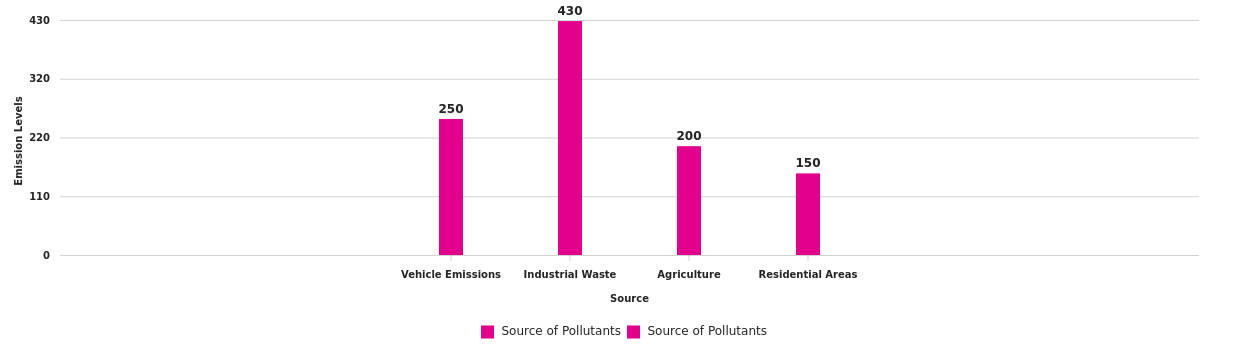 430
430
320
250
220
200
150
110
0
Emission Levels
Vehicle Emissions Industrial Waste Agriculture Residential Areas
Source
Source of Pollutants Source of Pollutants